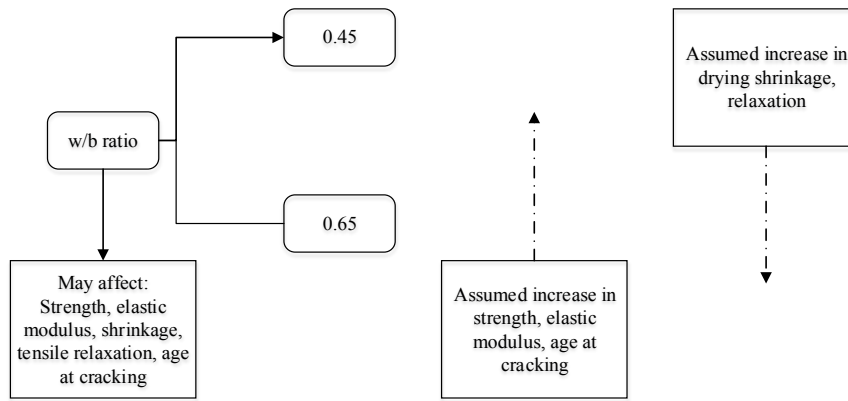 0.45
w/b ratio
0.65
May affect:
Strength, elastic
modulus, shrinkage,
tensile relaxation, age
at cracking
Assumed increase in
strength, elastic
modulus, age at
cracking
Assumed increase in
drying shrinkage,
relaxation